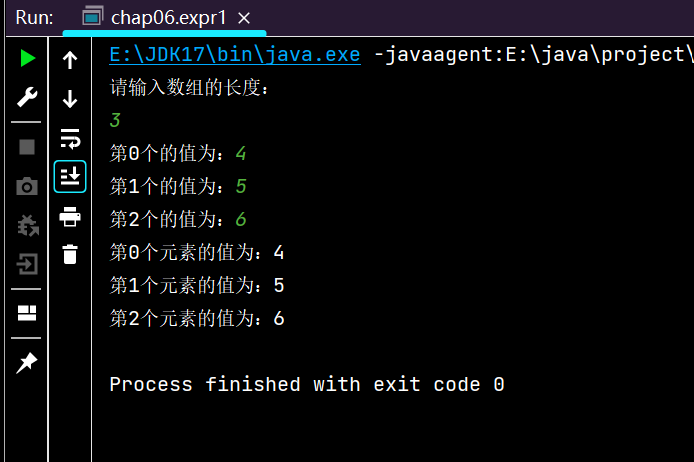 Run: chap06.expr1
E:\JDK17\bin\java.exe -javaagent:E:\java\project\
请输入数组的长度：
3
第0个的值为：4
第1个的值为：5
第2个的值为：6
第0个元素的值为：4
第1个元素的值为：5
第2个元素的值为：6
Process finished with exit code 0